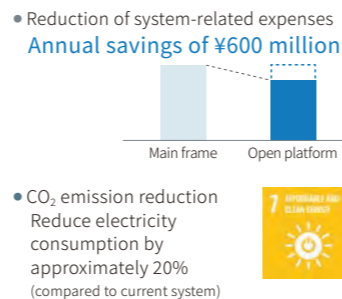 • Reduction of system-related expenses
Annual savings of ¥600 million
Main frame Open platform
• CO₂ emission reduction
Reduce electricity
consumption by
approximately 20%
(compared to current system)
7 AFFORDABLE AND
CLEAN ENERGY